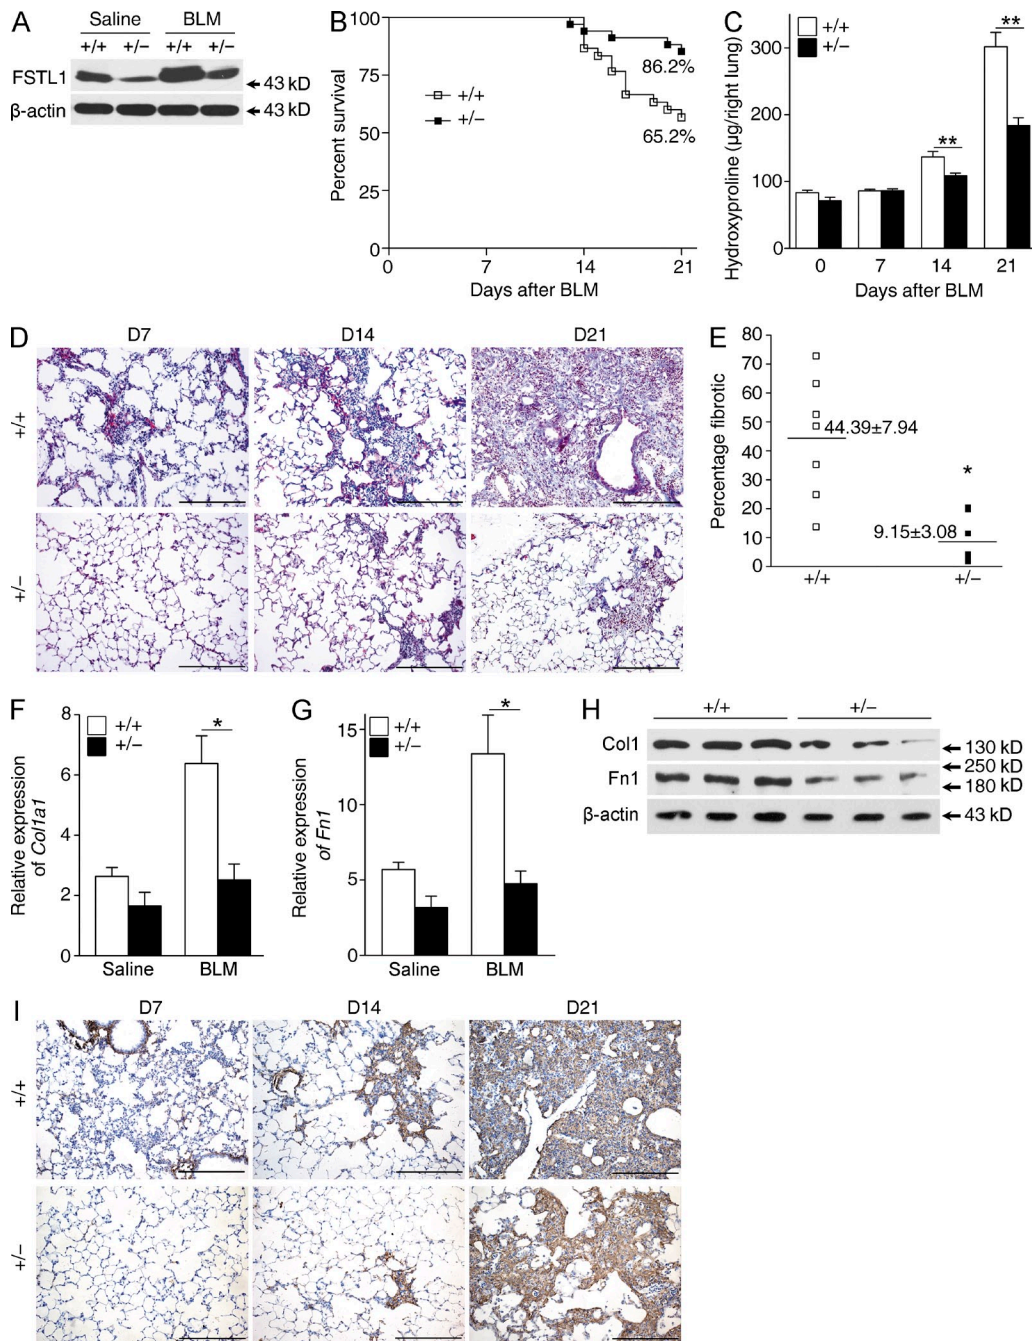 A
Saline BLM
+/+ +/− +/+ +/−
FSTL1
43 kD
β-actin
43 kD
B
Percent survival
100
75
50
25
0
0 7 14 21
Days after BLM
+/+
+/−
86.2%
65.2%
C
Hydroxyproline (μg/right lung)
300
200
100
0
0 7 14 21
Days after BLM
+/+
+/−
**
**
D
D7 D14 D21
+/+
+/−
E
Percentage fibrotic
80
70
60
50
40
30
20
10
0
44.39±7.94
*
9.15±3.08
+/+ +/−
F
Relative expression
of Col1a1
8
6
4
2
0
+/+
+/−
*
Saline BLM
G
Relative expression
of Fn1
15
10
5
0
+/+
+/−
*
Saline BLM
H
+/+ +/−
Col1
130 kD
250 kD
Fn1
180 kD
β-actin
43 kD
I
D7 D14 D21
+/+
+/−